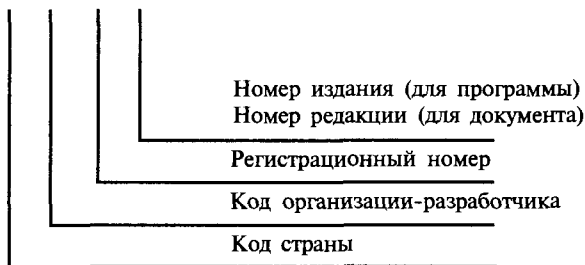 Номер издания (для программы)
Номер редакции (для документа)
Регистрационный номер
Код организации-разработчика
Код страны